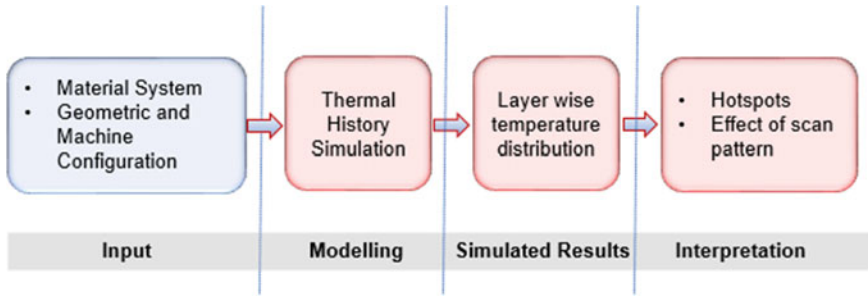 • Material System
• Geometric and
Machine
Configuration
Thermal
History
Simulation
Layer wise
temperature
distribution
• Hotspots
• Effect of scan
pattern
Input
Modelling
Simulated Results
Interpretation